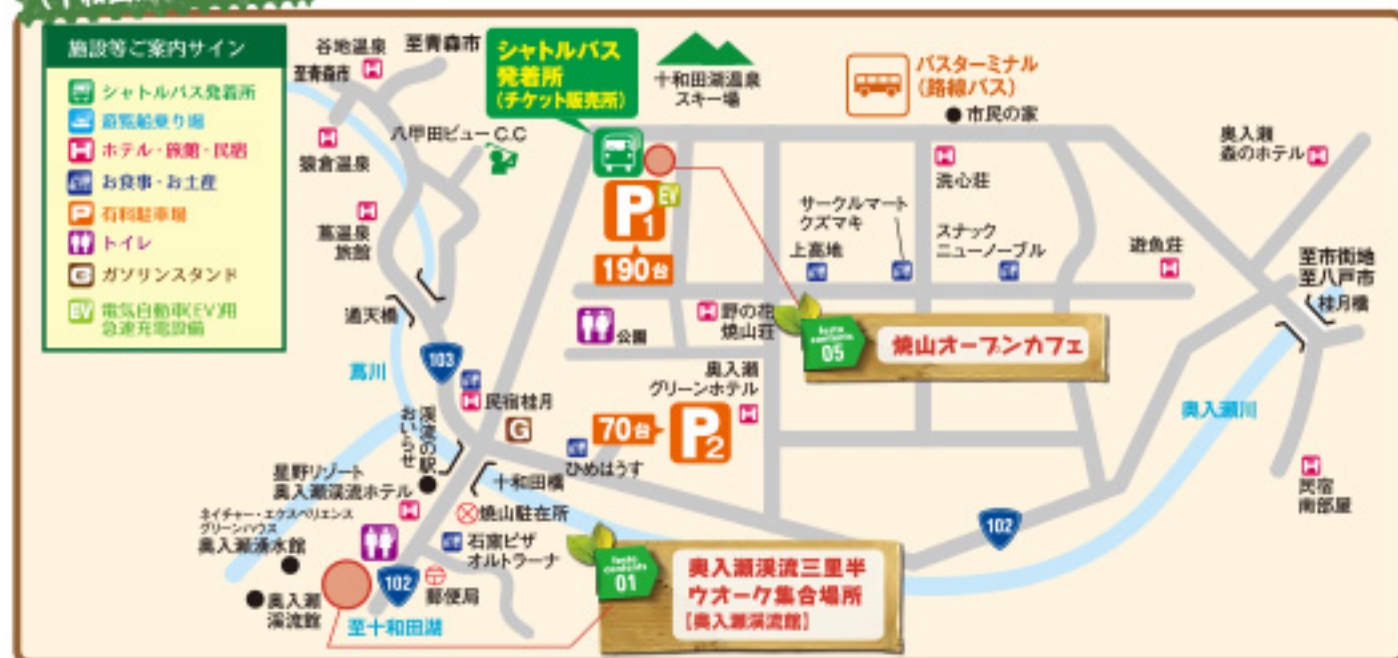 施設等ご案内サイン
シャトルバス発着所
遊覧船乗り場
ホテル・旅館・民宿
お食事・お土産
有料駐車場
トイレ
ガソリンスタンド
電気自動車(EV)用
急速充電設備
谷地温泉
至青森市
至青森市
猿倉温泉
八甲田ビューC.C
蔦温泉
旅館
シャトルバス
発着所
(チケット販売所)
十和田湖温泉
スキー場
バスターミナル
(路線バス)
市民の家
奥入瀬
森のホテル
洗心荘
P1
EV
190台
サークルマート
クズマキ
上高地
スナック
ニューノーブル
遊魚荘
至市街地
至八戸市
桂月橋
通天橋
蔦川
103
公園
野の花
焼山荘
05
焼山オープンカフェ
奥入瀬
グリーンホテル
民宿桂月
G
70台
P2
ひめはうす
奥入瀬川
渓流の駅
おいらせ
星野リゾート
奥入瀬渓流ホテル
十和田橋
焼山駐在所
ネイチャー・エクスペリエンス
グリーンハウス
奥入瀬湧水館
石窯ピザ
オルトラーナ
102
民宿
南部屋
奥入瀬
渓流館
102
郵便局
至十和田湖
01
奥入瀬渓流三里半
ウオーク集合場所
[奥入瀬渓流館]